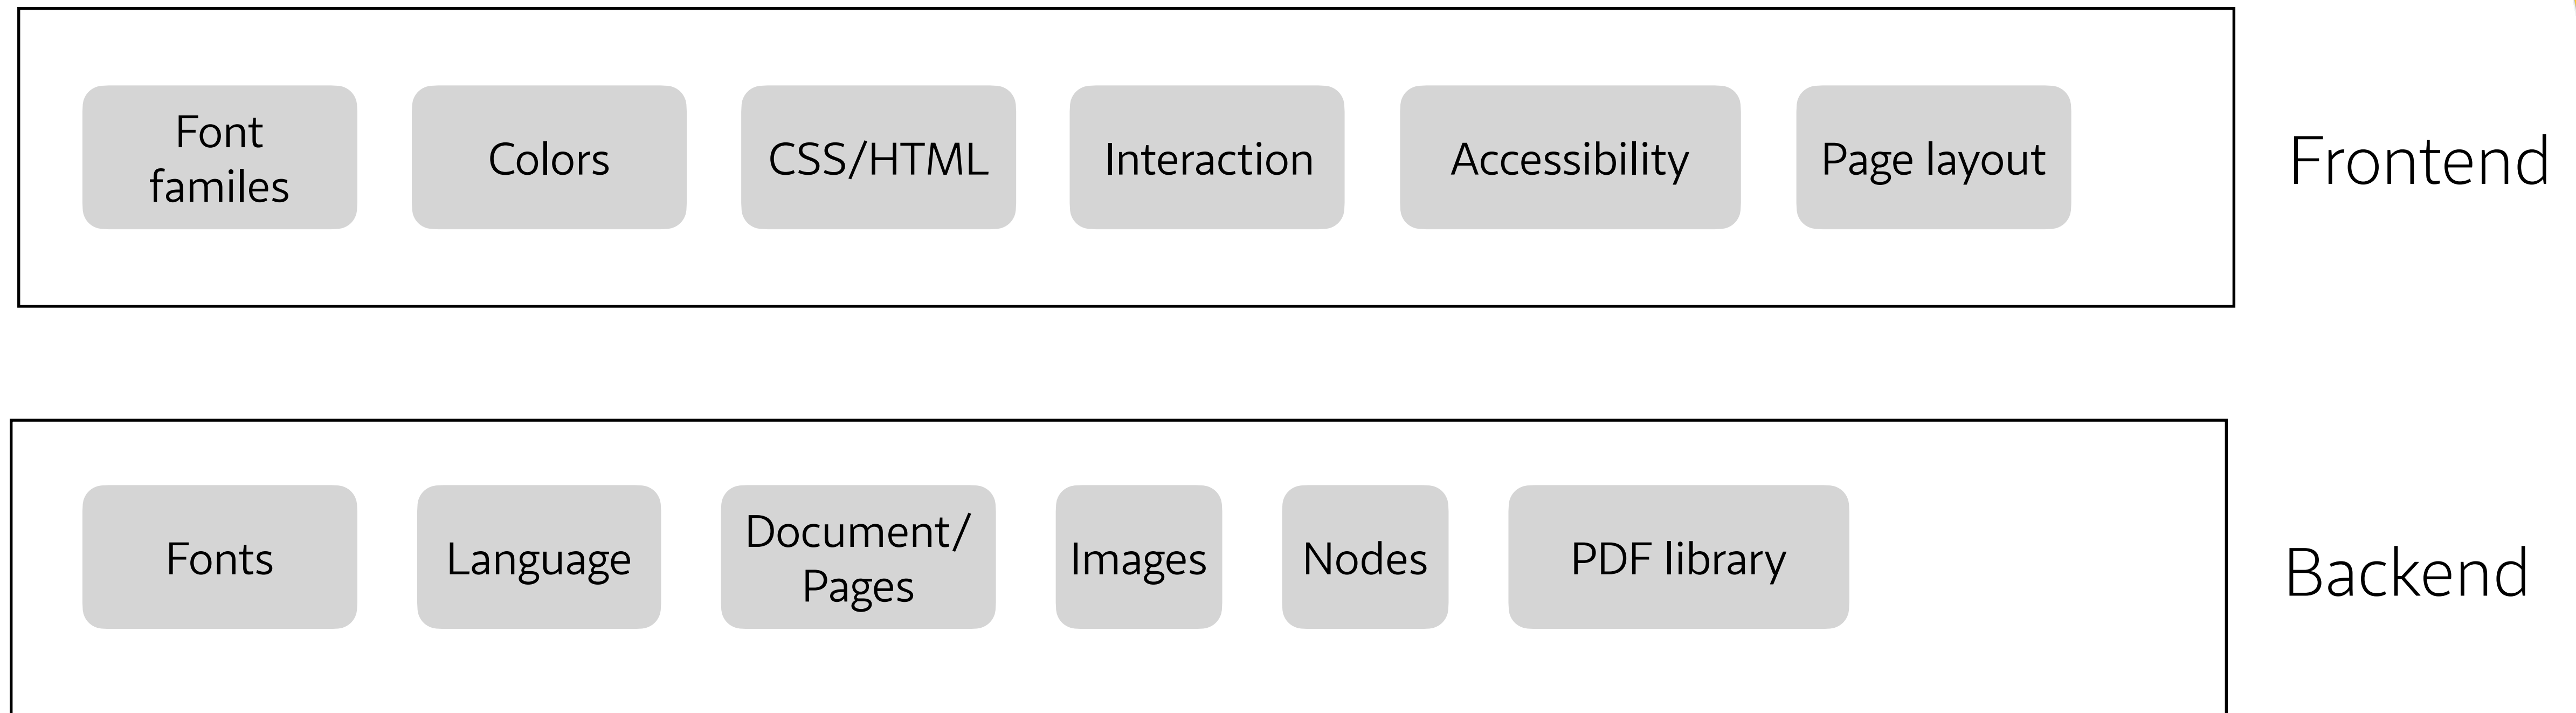 Font
familes
Colors
CSS/HTML
Interaction
Accessibility
Page layout
Frontend
Fonts
Language
Document/
Pages
Images
Nodes
PDF library
Backend